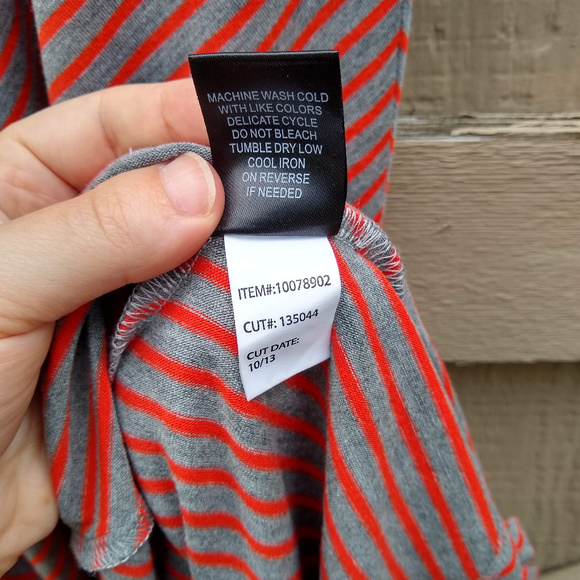 MACHINE WASH COLD
WITH LIKE COLORS
DELICATE CYCLE
DO NOT BLEACH
TUMBLE DRY LOW
COOL IRON
ON REVERSE
IF NEEDED
ITEM#:10078902
CUT#: 135044
CUT DATE:
10/13